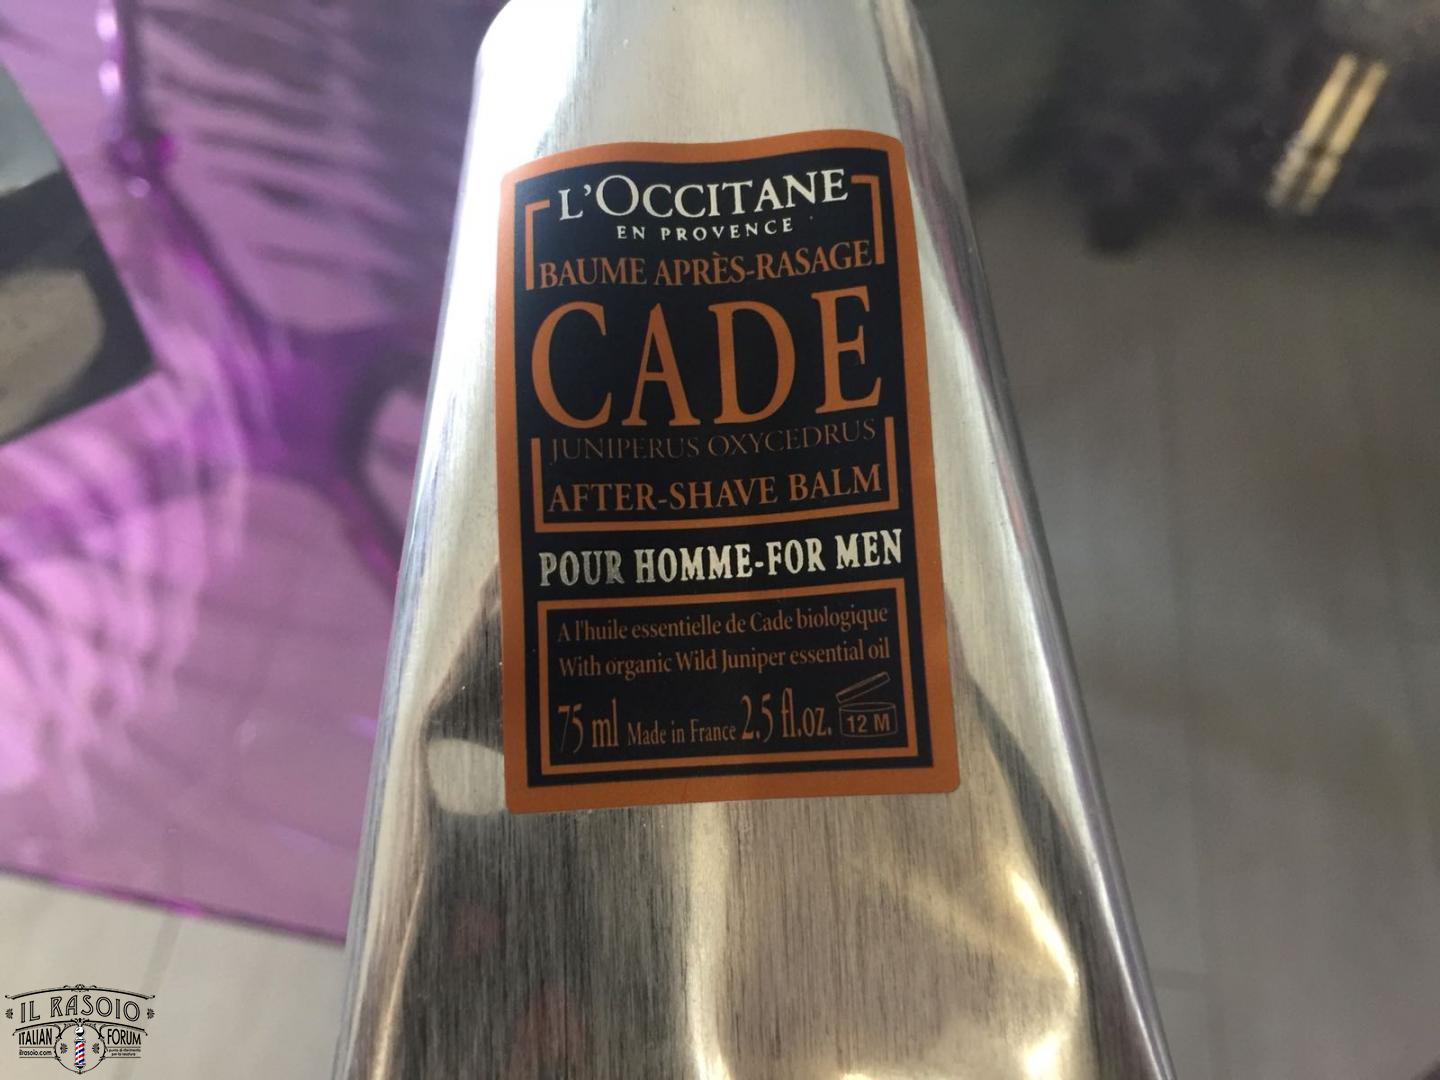 L'OCCITANE
EN PROVENCE
BAUME APRÈS-RASAGE
CADE
JUNIPERUS OXYCEDRUS
AFTER-SHAVE BALM
POUR HOMME-FOR MEN
A l'huile essentielle de Cade biologique
With organic Wild Juniper essential oil
75 ml Made in France 2.5 fl.oz. 12 M
IL RASOIO
ITALIAN FORUM
ilrasoio.com